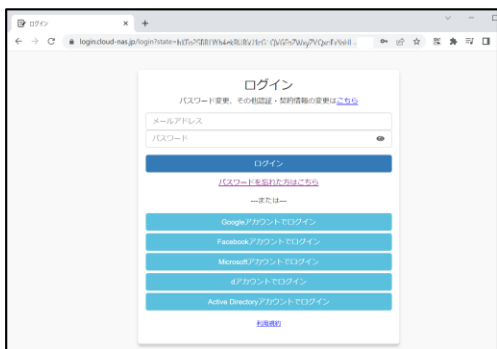 ログイン
login.cloud-nas.jp/login?state=
ログイン
パスワード変更、その他認証・契約情報の変更はこちら
メールアドレス
パスワード
ログイン
パスワードを忘れた方はこちら
---または---
Googleアカウントでログイン
Facebookアカウントでログイン
Microsoftアカウントでログイン
dアカウントでログイン
Active Directoryアカウントでログイン
利用規約